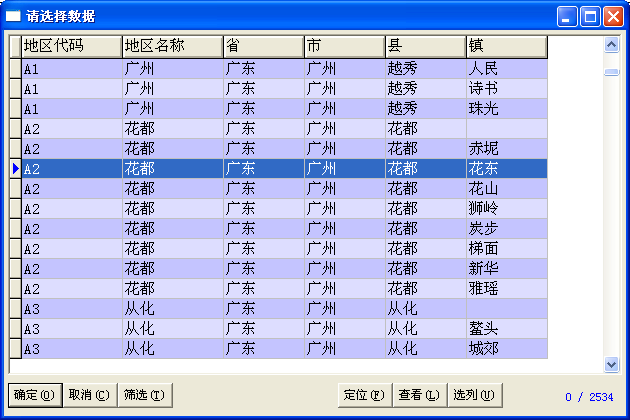 请选择数据
地区代码 地区名称 省 市 县 镇
A1 广州 广东 广州 越秀 人民
A1 广州 广东 广州 越秀 诗书
A1 广州 广东 广州 越秀 珠光
A2 花都 广东 广州 花都
A2 花都 广东 广州 花都 赤坭
A2 花都 广东 广州 花都 花东
A2 花都 广东 广州 花都 花山
A2 花都 广东 广州 花都 狮岭
A2 花都 广东 广州 花都 炭步
A2 花都 广东 广州 花都 梯面
A2 花都 广东 广州 花都 新华
A2 花都 广东 广州 花都 雅瑶
A3 从化 广东 广州 从化
A3 从化 广东 广州 从化 鳌头
A3 从化 广东 广州 从化 城郊
确定(O) 取消(C) 筛选(T) 定位(F) 查看(L) 选列(U) 0 / 2534